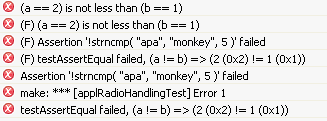 (a == 2) is not less than (b == 1)
(F) (a == 2) is not less than (b == 1)
(F) Assertion '!strncmp( "apa", "monkey", 5 )' failed
(F) testAssertEqual failed, (a != b) => (2 (0x2) != 1 (0x1))
Assertion '!strncmp( "apa", "monkey", 5 )' failed
make: *** [applRadioHandlingTest] Error 1
testAssertEqual failed, (a != b) => (2 (0x2) != 1 (0x1))